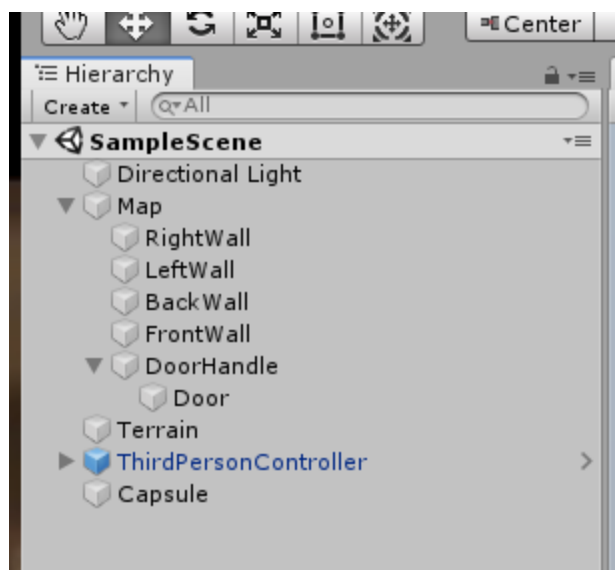 Center
Hierarchy
Create All
SampleScene
Directional Light
Map
RightWall
LeftWall
BackWall
FrontWall
DoorHandle
Door
Terrain
ThirdPersonController
Capsule